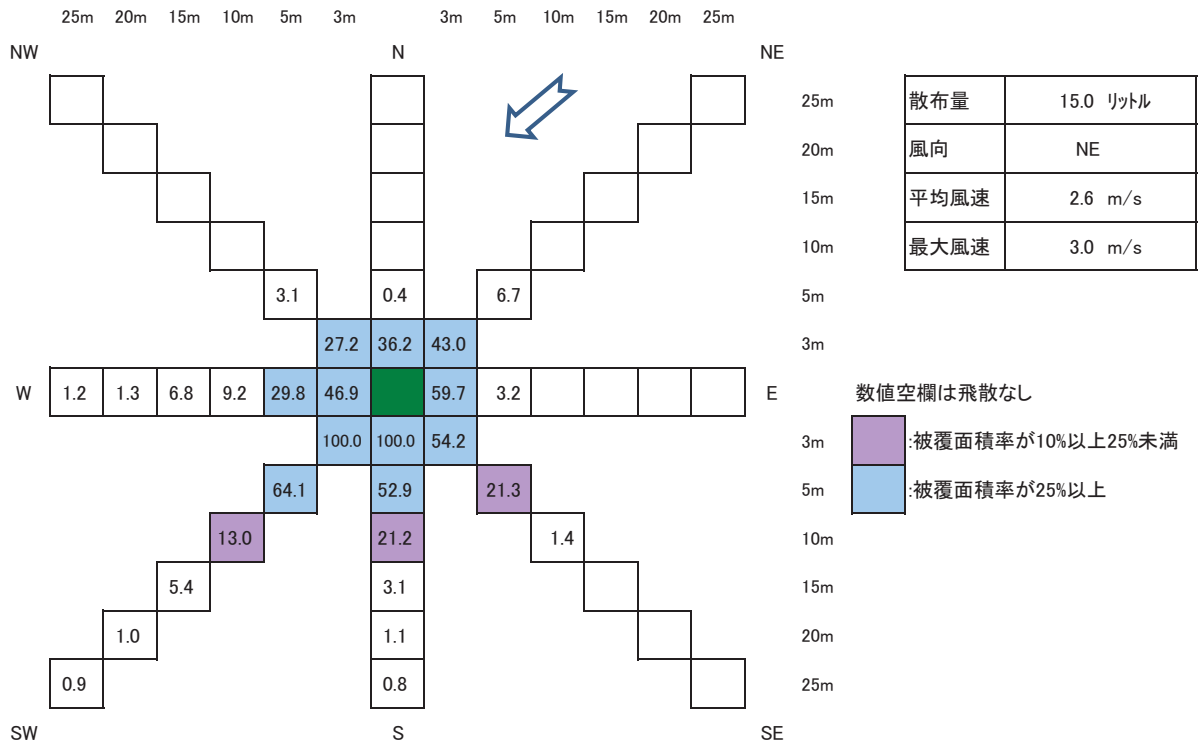 25m 20m 15m 10m 5m 3m 3m 5m 10m 15m 20m 25m
NW N NE
25m
20m
15m
10m
3.1 0.4 6.7 5m
27.2 36.2 43.0 3m
W 1.2 1.3 6.8 9.2 29.8 46.9 59.7 3.2 E
100.0 100.0 54.2 3m
64.1 52.9 21.3 5m
13.0 21.2 1.4 10m
5.4 3.1 15m
1.0 1.1 20m
0.9 0.8 25m
SW S SE
散布量 15.0 リットル
風向 NE
平均風速 2.6 m/s
最大風速 3.0 m/s
数値空欄は飛散なし
:被覆面積率が10%以上25%未満
:被覆面積率が25%以上